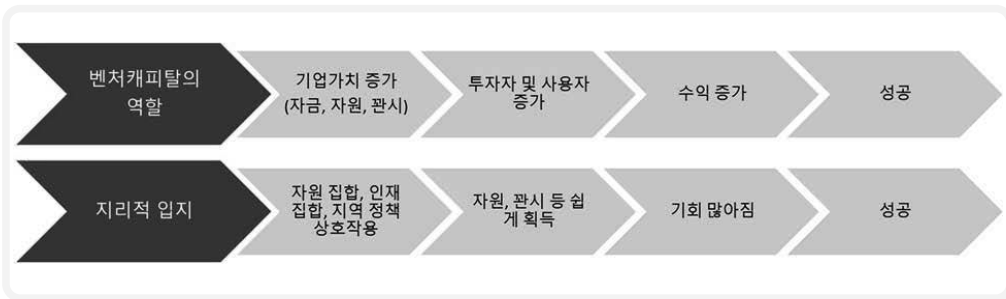 벤처캐피탈의
역할
기업가치 증가
(자금, 자원, 꽌시)
투자자 및 사용자
증가
수익 증가
성공
지리적 입지
자원 집합, 인재
집합, 지역 정책
상호작용
자원, 꽌시 등 쉽
게 획득
기회 많아짐
성공